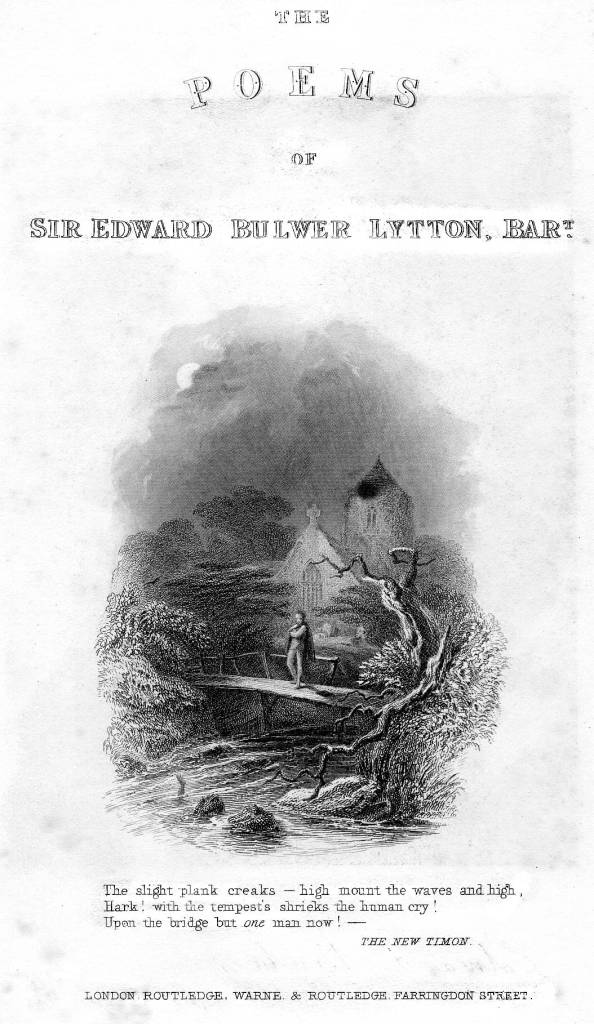 THE
POEMS
OF
SIR EDWARD BULWER LYTTON, BART.
The slight plank creaks — high mount the waves and high,
Hark! with the tempest's shrieks the human cry!
Upon the bridge but one man now! —
THE NEW TIMON.
LONDON. ROUTLEDGE, WARNE & ROUTLEDGE. FARRINGDON STREET.